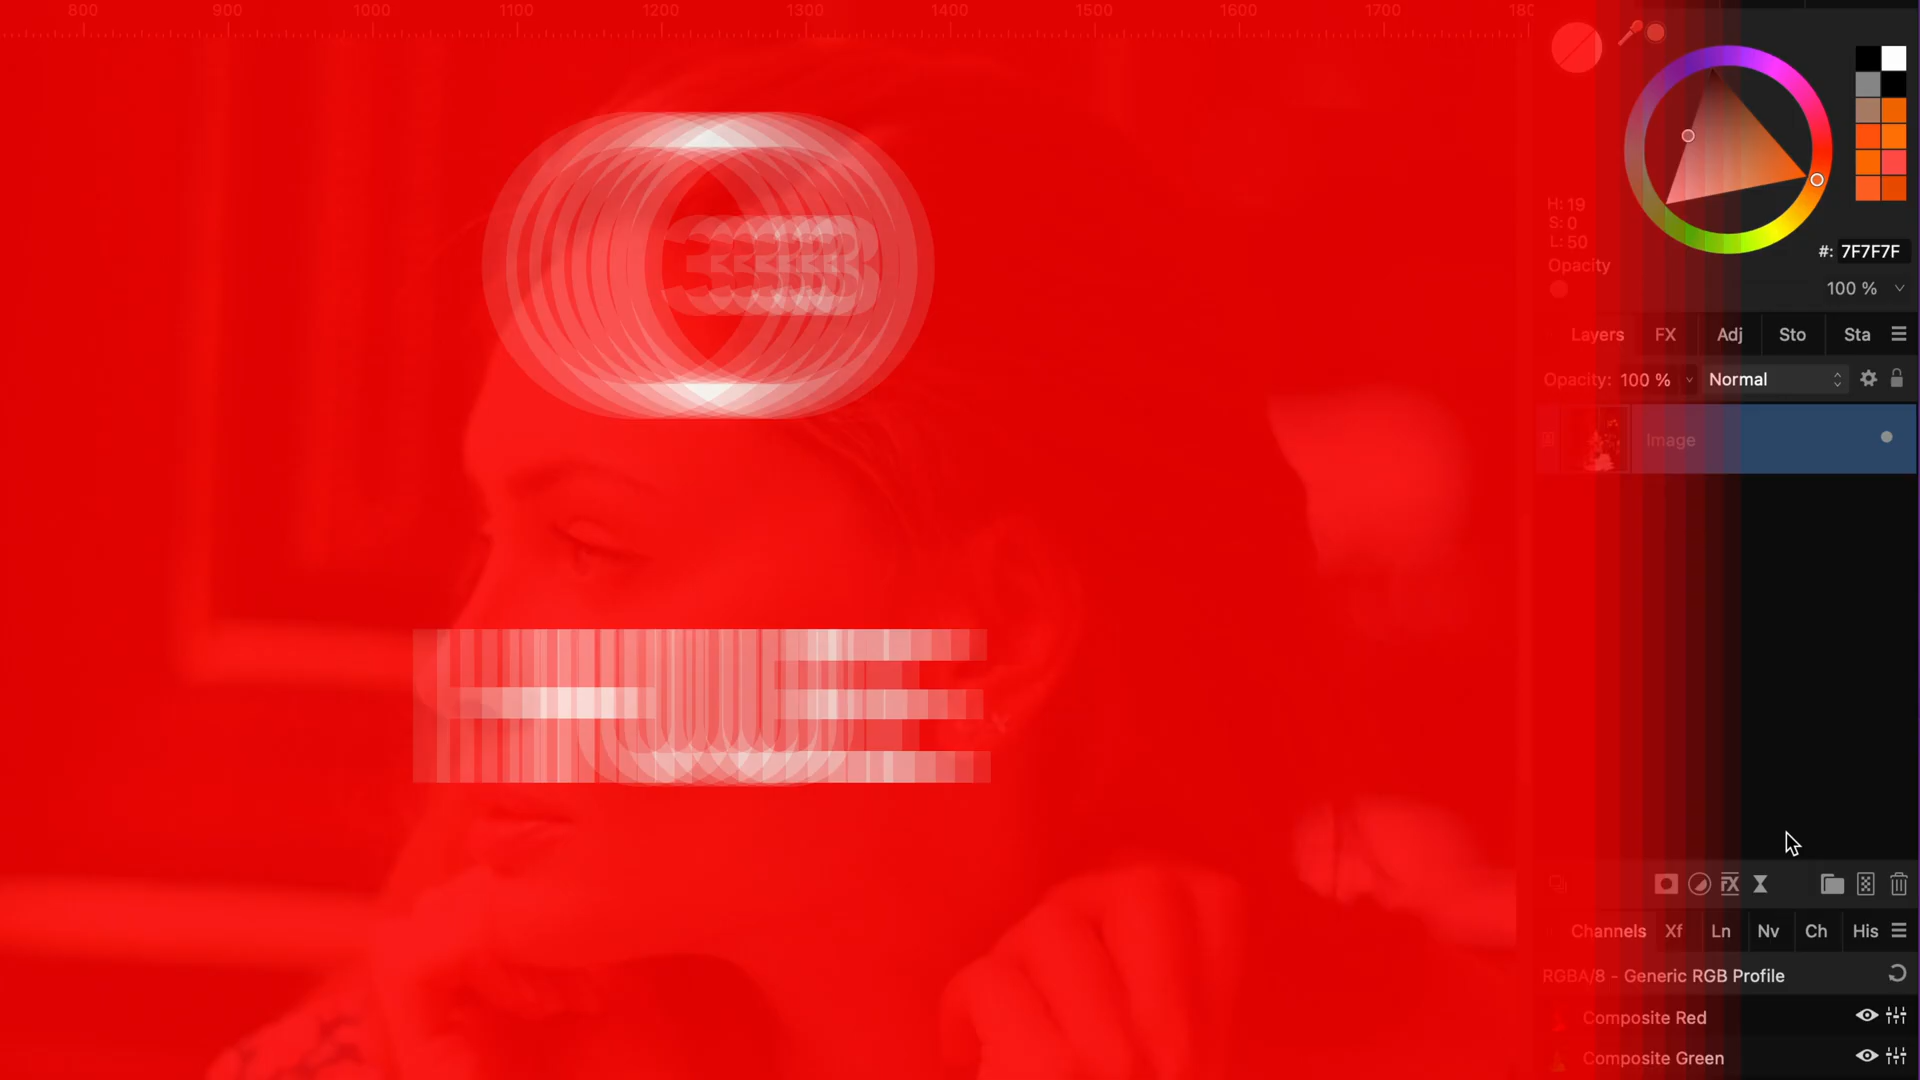 800 900 1000 1100 1200 1300 1400 1500 1600 1700
H: 19
S: 0
L: 50
#: 7F7F7F
Opacity
100 %
Layers FX Adj Sto Sta
Opacity: 100 % Normal
Image
FX
Channels Xf Ln Nv Ch His
RGBA/8 - Generic RGB Profile
Composite Red
Composite Green